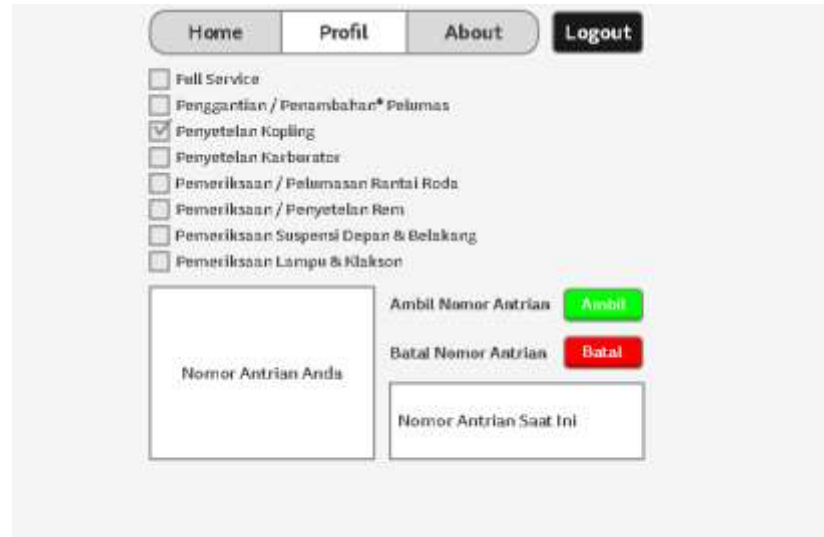 Home Profil About Logout
Full Service
Penggantian / Penambahan* Pelumas
Penyetelan Kopling
Penyetelan Karburator
Pemeriksaan / Pelumasan Rantai Roda
Pemeriksaan / Penyetelan Rem
Pemeriksaan Suspensi Depan & Belakang
Pemeriksaan Lampu & Klakson
Nomor Antrian Anda
Ambil Nomor Antrian Ambil
Batal Nomor Antrian Batal
Nomor Antrian Saat Ini